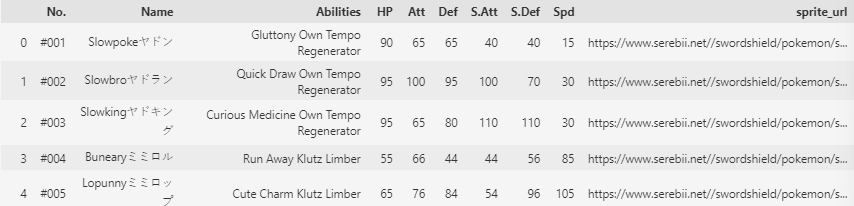 No. Name Abilities HP Att Def S.Att S.Def Spd sprite_url
0 #001 Slowpokeヤドン Gluttony Own Tempo Regenerator 90 65 65 40 40 15 https://www.serebii.net//swordshield/pokemon/s...
1 #002 Slowbroヤドラン Quick Draw Own Tempo Regenerator 95 100 95 100 70 30 https://www.serebii.net//swordshield/pokemon/s...
2 #003 Slowkingヤドキング Curious Medicine Own Tempo Regenerator 95 65 80 110 110 30 https://www.serebii.net//swordshield/pokemon/s...
3 #004 Bunearyミミロル Run Away Klutz Limber 55 66 44 44 56 85 https://www.serebii.net//swordshield/pokemon/s...
4 #005 Lopunnyミミロップ Cute Charm Klutz Limber 65 76 84 54 96 105 https://www.serebii.net//swordshield/pokemon/s...